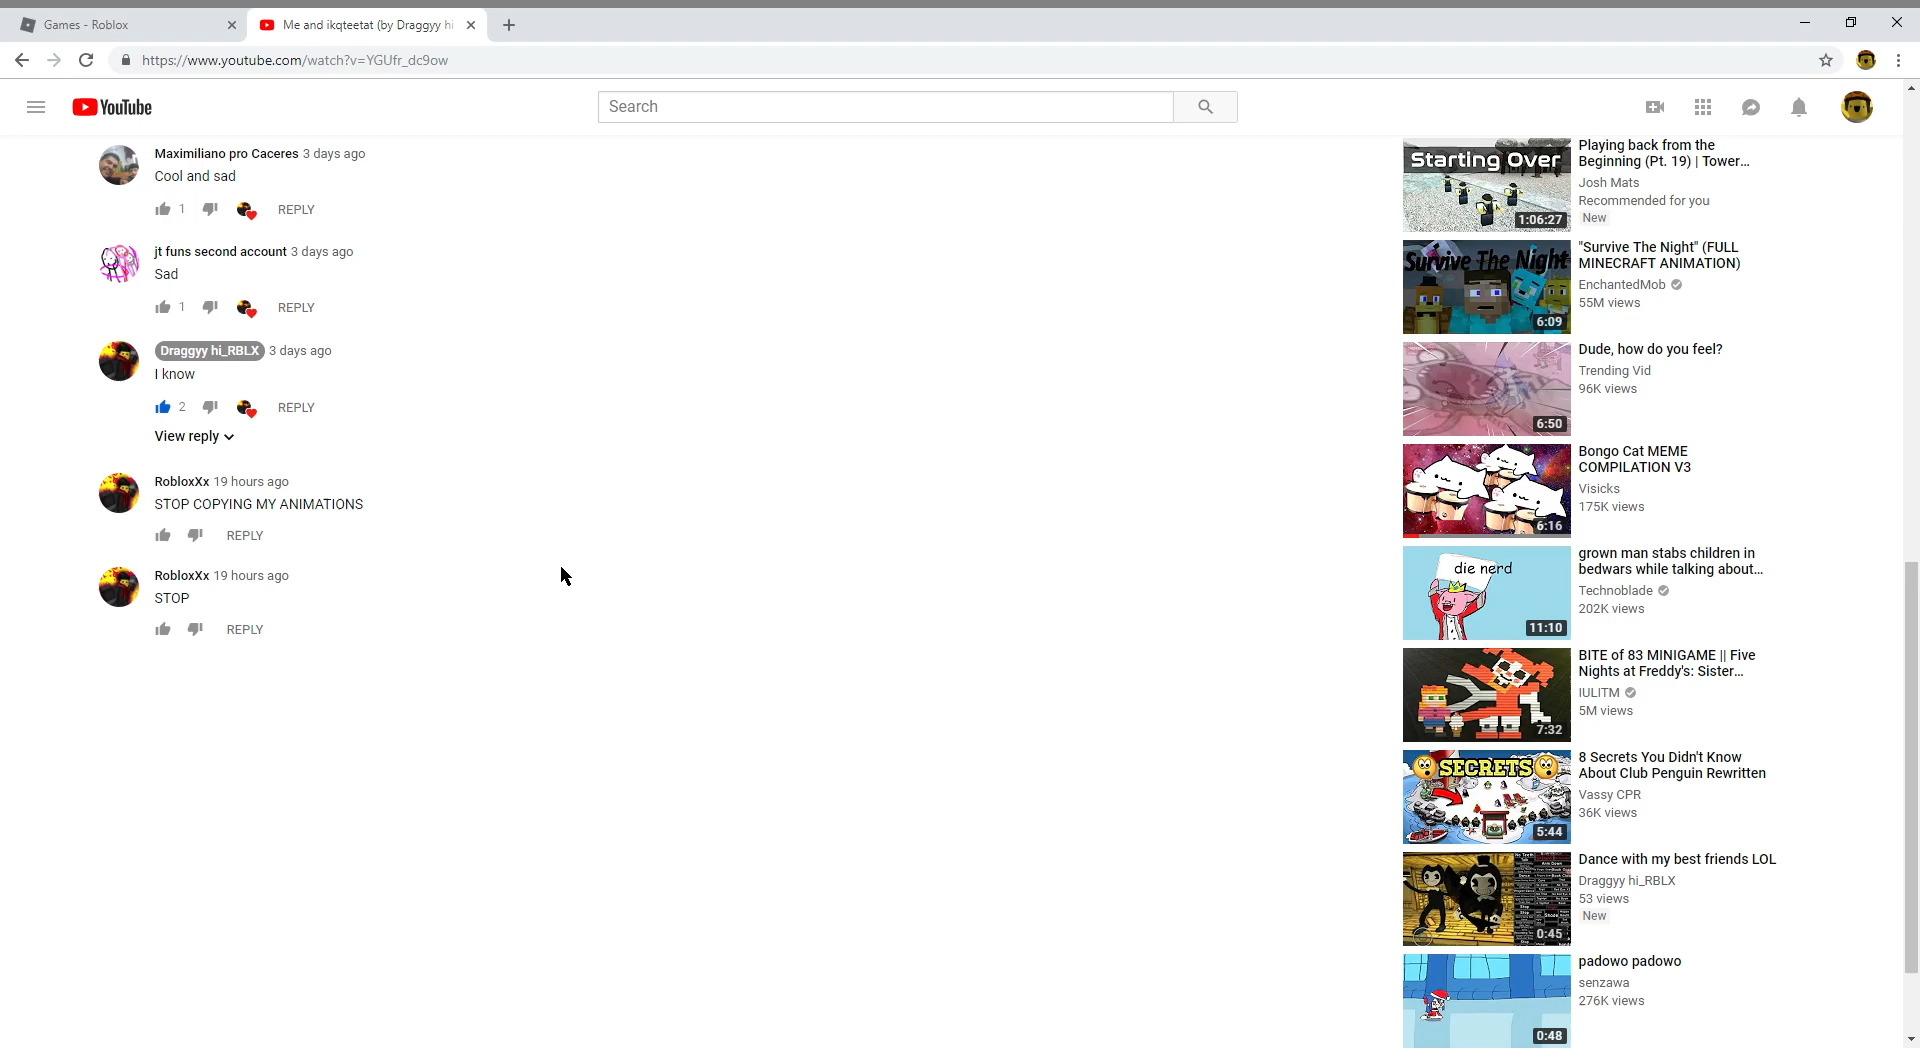 Games - Roblox
Me and ikqteetat (by Draggyy hi
https://www.youtube.com/watch?v=YGUfr_dc9ow
YouTube
Search
Maximiliano pro Caceres 3 days ago
Cool and sad
1 REPLY
jt funs second account 3 days ago
Sad
1 REPLY
Draggyy hi_RBLX 3 days ago
I know
2 REPLY
View reply
RobloxXx 19 hours ago
STOP COPYING MY ANIMATIONS
REPLY
RobloxXx 19 hours ago
STOP
REPLY
Starting Over
1:06:27
Playing back from the
Beginning (Pt. 19) | Tower...
Josh Mats
Recommended for you
New
Survive The Night
6:09
"Survive The Night" (FULL
MINECRAFT ANIMATION)
EnchantedMob
55M views
6:50
Dude, how do you feel?
Trending Vid
96K views
6:16
Bongo Cat MEME
COMPILATION V3
Visicks
175K views
die nerd
11:10
grown man stabs children in
bedwars while talking about...
Technoblade
202K views
7:32
BITE of 83 MINIGAME || Five
Nights at Freddy's: Sister...
IULITM
5M views
SECRETS
5:44
8 Secrets You Didn't Know
About Club Penguin Rewritten
Vassy CPR
36K views
0:45
Dance with my best friends LOL
Draggyy hi_RBLX
53 views
New
0:48
padowo padowo
senzawa
276K views